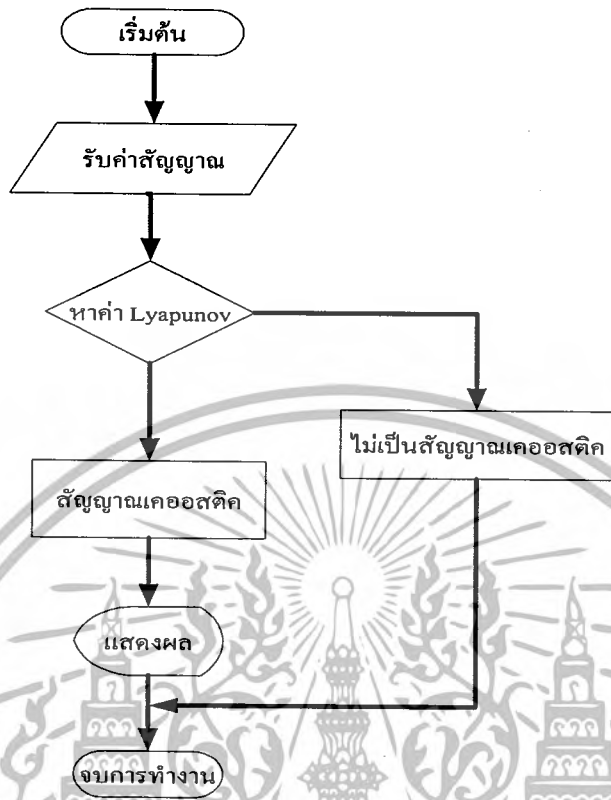 เริ่มต้น
รับค่าสัญญาณ
หาค่า Lyapunov
ไม่เป็นสัญญาณเคออสติค
สัญญาณเคออสติค
แสดงผล
จบการทำงาน